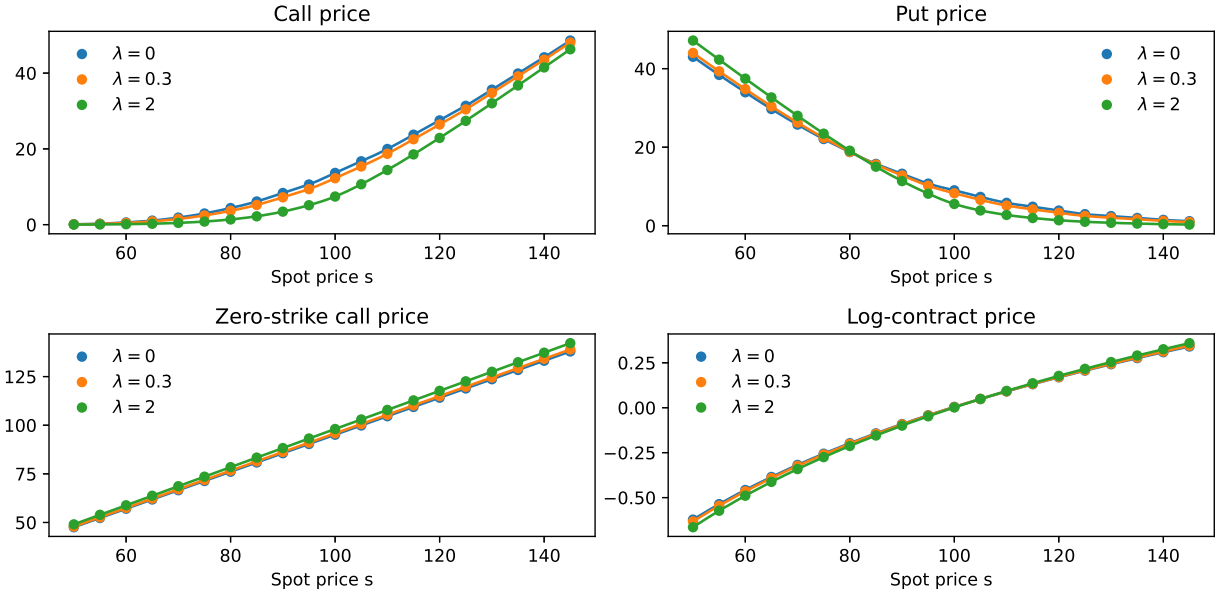 Call price
λ = 0
λ = 0.3
λ = 2
40
20
0
60 80 100 120 140
Spot price s
Put price
λ = 0
λ = 0.3
λ = 2
40
20
0
60 80 100 120 140
Spot price s
Zero-strike call price
λ = 0
λ = 0.3
λ = 2
125
100
75
50
60 80 100 120 140
Spot price s
Log-contract price
λ = 0
λ = 0.3
λ = 2
0.25
0.00
−0.25
−0.50
60 80 100 120 140
Spot price s